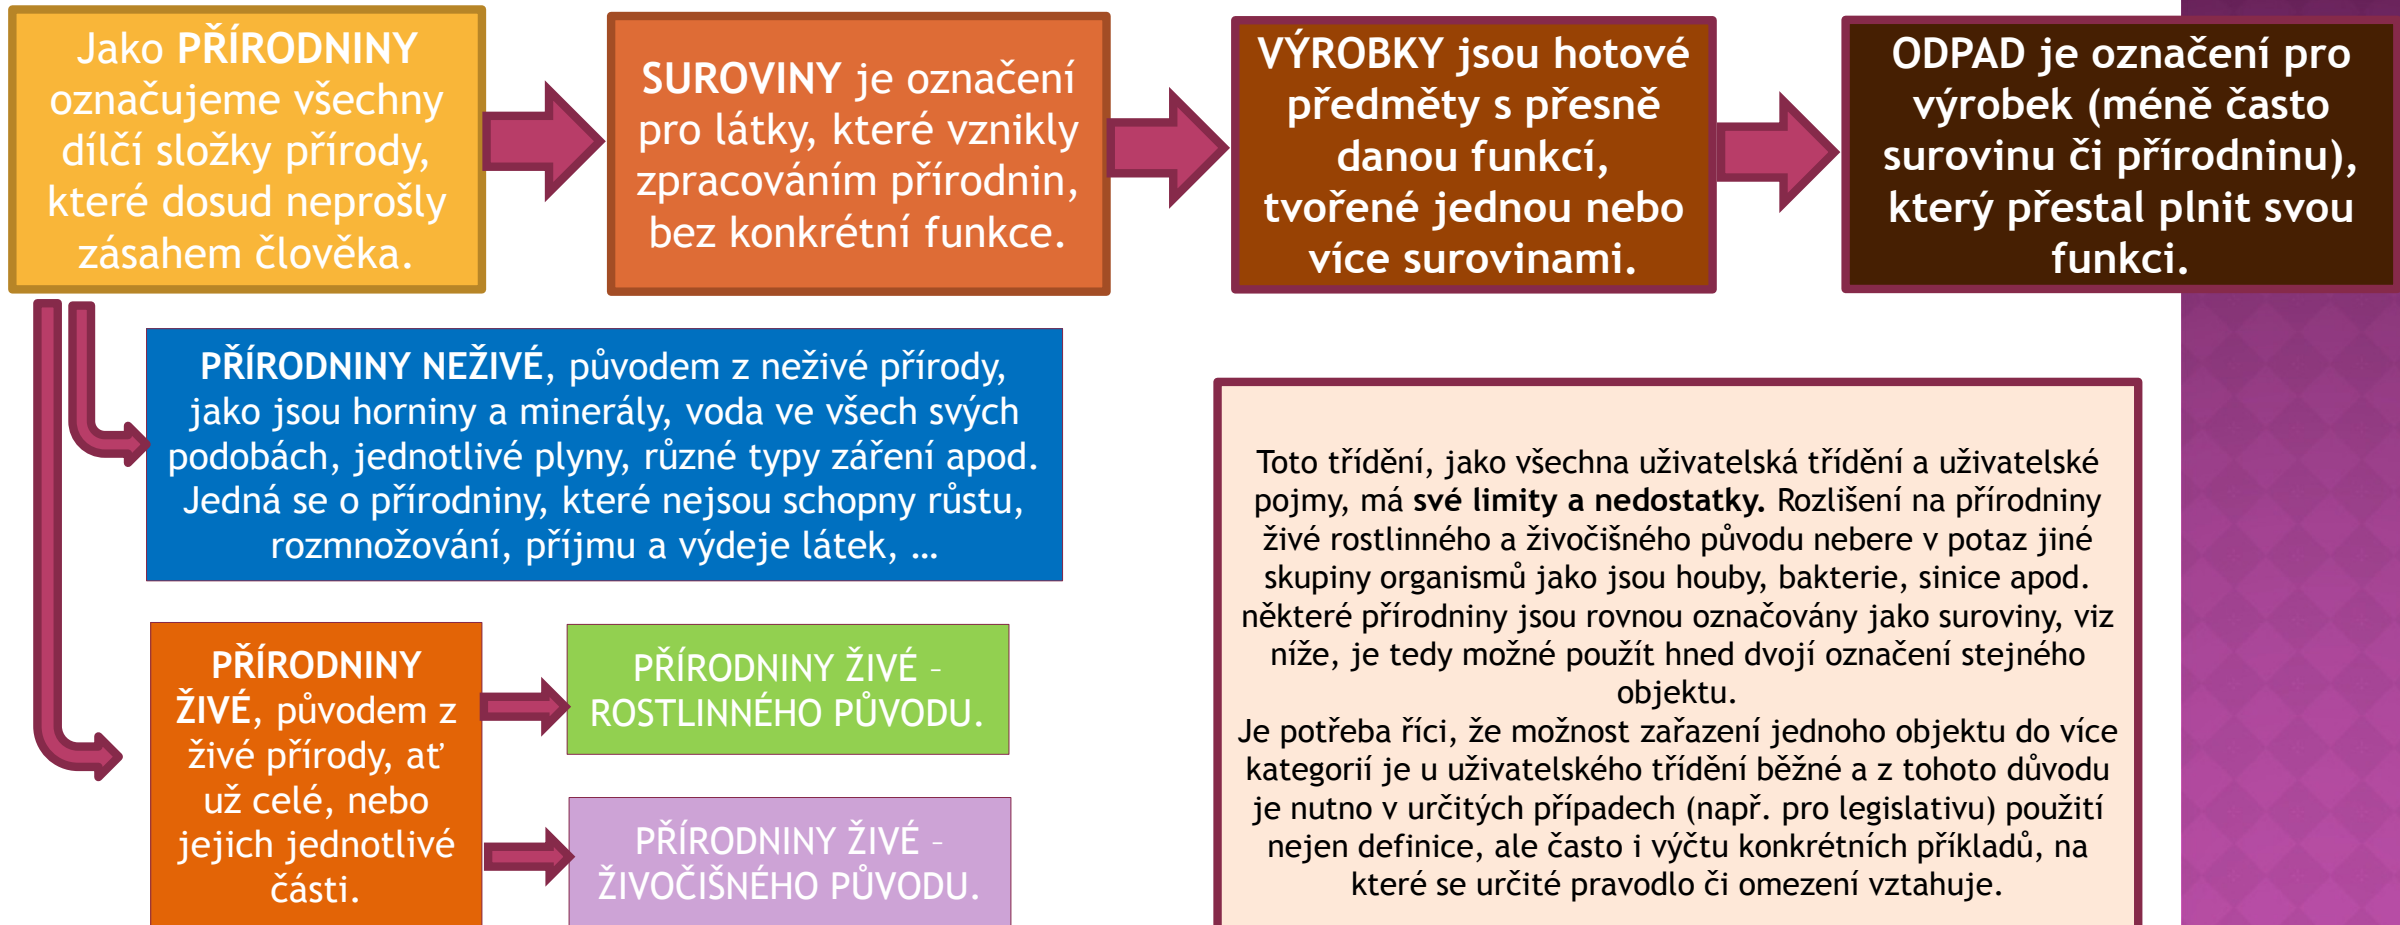 Jako PŘÍRODNINY
označujeme všechny
dílčí složky přírody,
které dosud neprošly
zásahem člověka.
SUROVINY je označení
pro látky, které vznikly
zpracováním přírodnin,
bez konkrétní funkce.
VÝROBKY jsou hotové
předměty s přesně
danou funkcí,
tvořené jednou nebo
více surovinami.
ODPAD je označení pro
výrobek (méně často
surovinu či přírodninu),
který přestal plnit svou
funkci.
PŘÍRODNINY NEŽIVÉ, původem z neživé přírody,
jako jsou horniny a minerály, voda ve všech svých
podobách, jednotlivé plyny, různé typy záření apod.
Jedná se o přírodniny, které nejsou schopny růstu,
rozmnožování, příjmu a výdeje látek, …
PŘÍRODNINY
ŽIVÉ, původem z
živé přírody, ať
už celé, nebo
jejich jednotlivé
části.
PŘÍRODNINY ŽIVÉ –
ROSTLINNÉHO PŮVODU.
PŘÍRODNINY ŽIVÉ –
ŽIVOČIŠNÉHO PŮVODU.
Toto třídění, jako všechna uživatelská třídění a uživatelské
pojmy, má své limity a nedostatky. Rozlišení na přírodniny
živé rostlinného a živočišného původu nebere v potaz jiné
skupiny organismů jako jsou houby, bakterie, sinice apod.
některé přírodniny jsou rovnou označovány jako suroviny, viz
níže, je tedy možné použít hned dvojí označení stejného
objektu.
Je potřeba říci, že možnost zařazení jednoho objektu do více
kategorií je u uživatelského třídění běžné a z tohoto důvodu
je nutno v určitých případech (např. pro legislativu) použití
nejen definice, ale často i výčtu konkrétních příkladů, na
které se určité pravodlo či omezení vztahuje.